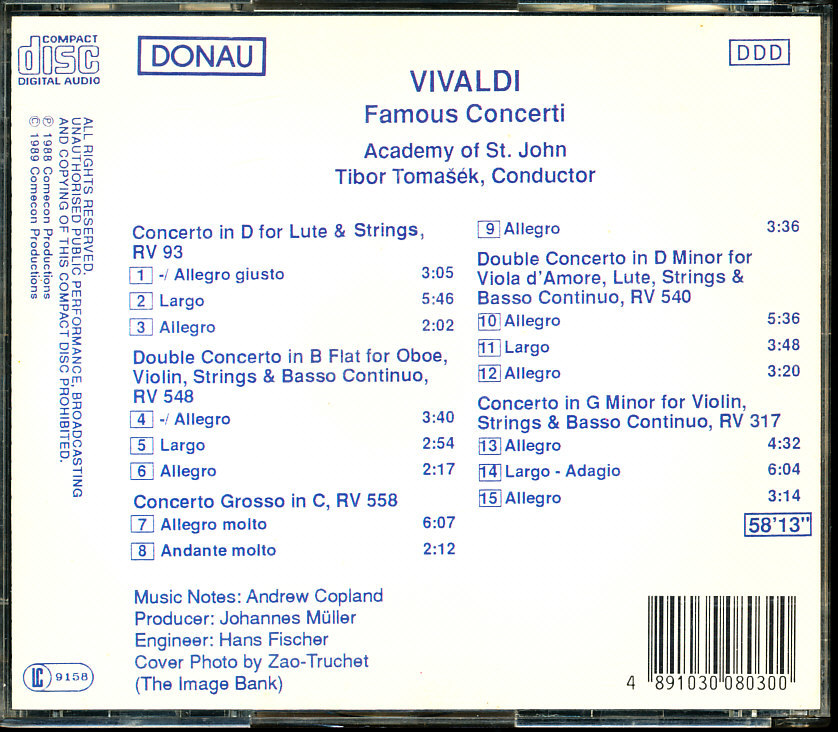 COMPACT
disc
DIGITAL AUDIO
DONAU
DDD
VIVALDI
Famous Concerti
Academy of St. John
Tibor Tomašék, Conductor
ALL RIGHTS RESERVED.
UNAUTHORISED PUBLIC PERFORMANCE, BROADCASTING
AND COPYING OF THIS COMPACT DISC PROHIBITED.
℗ 1988 Comecon Productions
© 1989 Comecon Productions
Concerto in D for Lute & Strings,
RV 93
1 -/ Allegro giusto 3:05
2 Largo 5:46
3 Allegro 2:02
Double Concerto in B Flat for Oboe,
Violin, Strings & Basso Continuo,
RV 548
4 -/ Allegro 3:40
5 Largo 2:54
6 Allegro 2:17
Concerto Grosso in C, RV 558
7 Allegro molto 6:07
8 Andante molto 2:12
9 Allegro 3:36
Double Concerto in D Minor for
Viola d'Amore, Lute, Strings &
Basso Continuo, RV 540
10 Allegro 5:36
11 Largo 3:48
12 Allegro 3:20
Concerto in G Minor for Violin,
Strings & Basso Continuo, RV 317
13 Allegro 4:32
14 Largo - Adagio 6:04
15 Allegro 3:14
58'13"
Music Notes: Andrew Copland
Producer: Johannes Müller
Engineer: Hans Fischer
Cover Photo by Zao-Truchet
(The Image Bank)
LC 9158
4 891030 080300